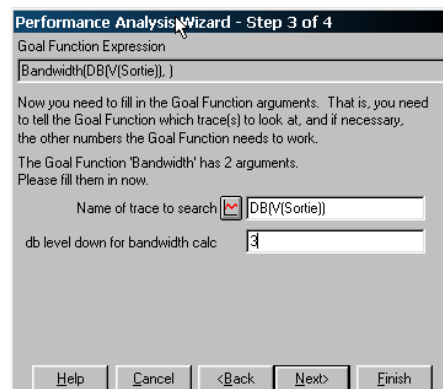 Performance Analysis Wizard - Step 3 of 4
Goal Function Expression
Bandwidth(DB(V(Sortie)), )
Now you need to fill in the Goal Function arguments. That is, you need
to tell the Goal Function which trace(s) to look at, and if necessary,
the other numbers the Goal Function needs to work.
The Goal Function 'Bandwidth' has 2 arguments.
Please fill them in now.
Name of trace to search DB(V(Sortie))
db level down for bandwidth calc 3
Help Cancel <Back Next> Finish